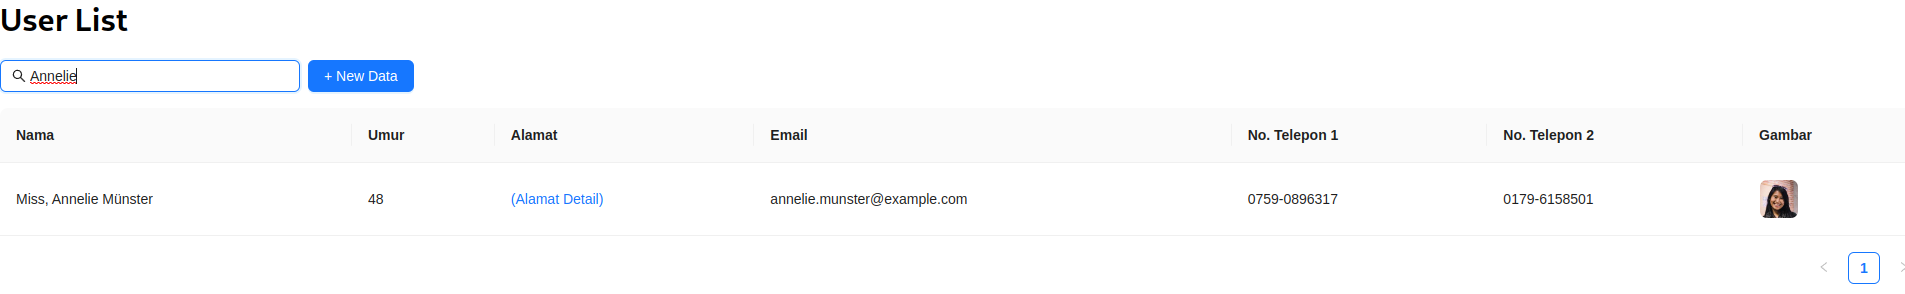 User List
Annelie
+ New Data
Nama Umur Alamat Email No. Telepon 1 No. Telepon 2 Gambar
Miss, Annelie Münster 48 (Alamat Detail) annelie.munster@example.com 0759-0896317 0179-6158501
1